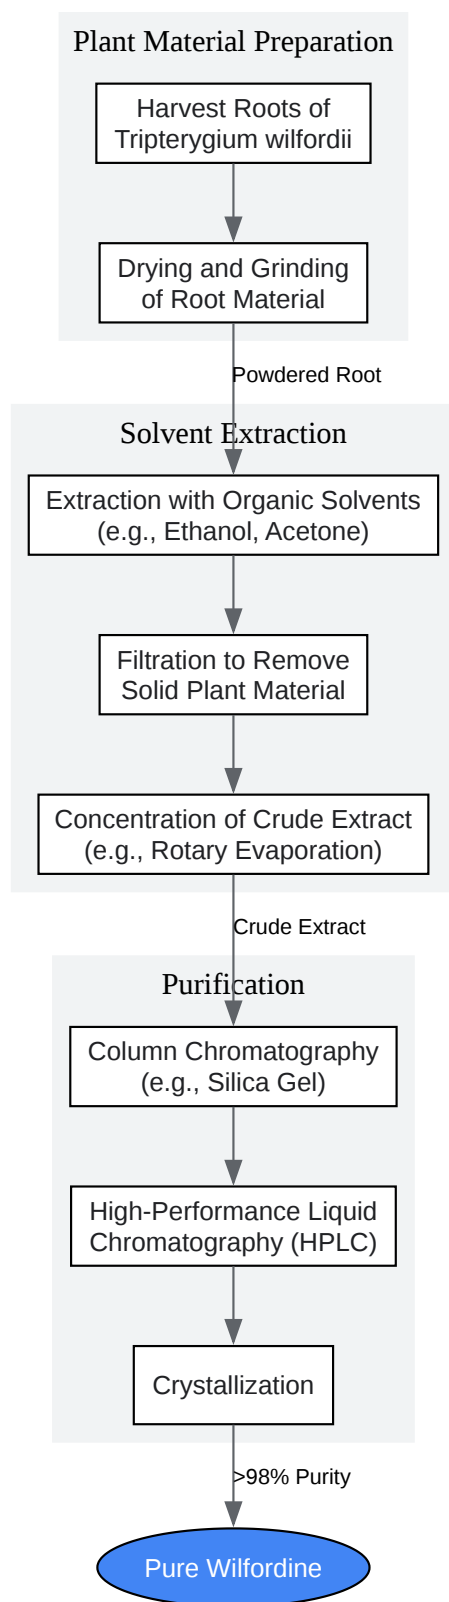 Plant Material Preparation
Harvest Roots of
Tripterygium wilfordii
Drying and Grinding
of Root Material
Powdered Root
Solvent Extraction
Extraction with Organic Solvents
(e.g., Ethanol, Acetone)
Filtration to Remove
Solid Plant Material
Concentration of Crude Extract
(e.g., Rotary Evaporation)
Crude Extract
Purification
Column Chromatography
(e.g., Silica Gel)
High-Performance Liquid
Chromatography (HPLC)
Crystallization
>98% Purity
Pure Wilfordine